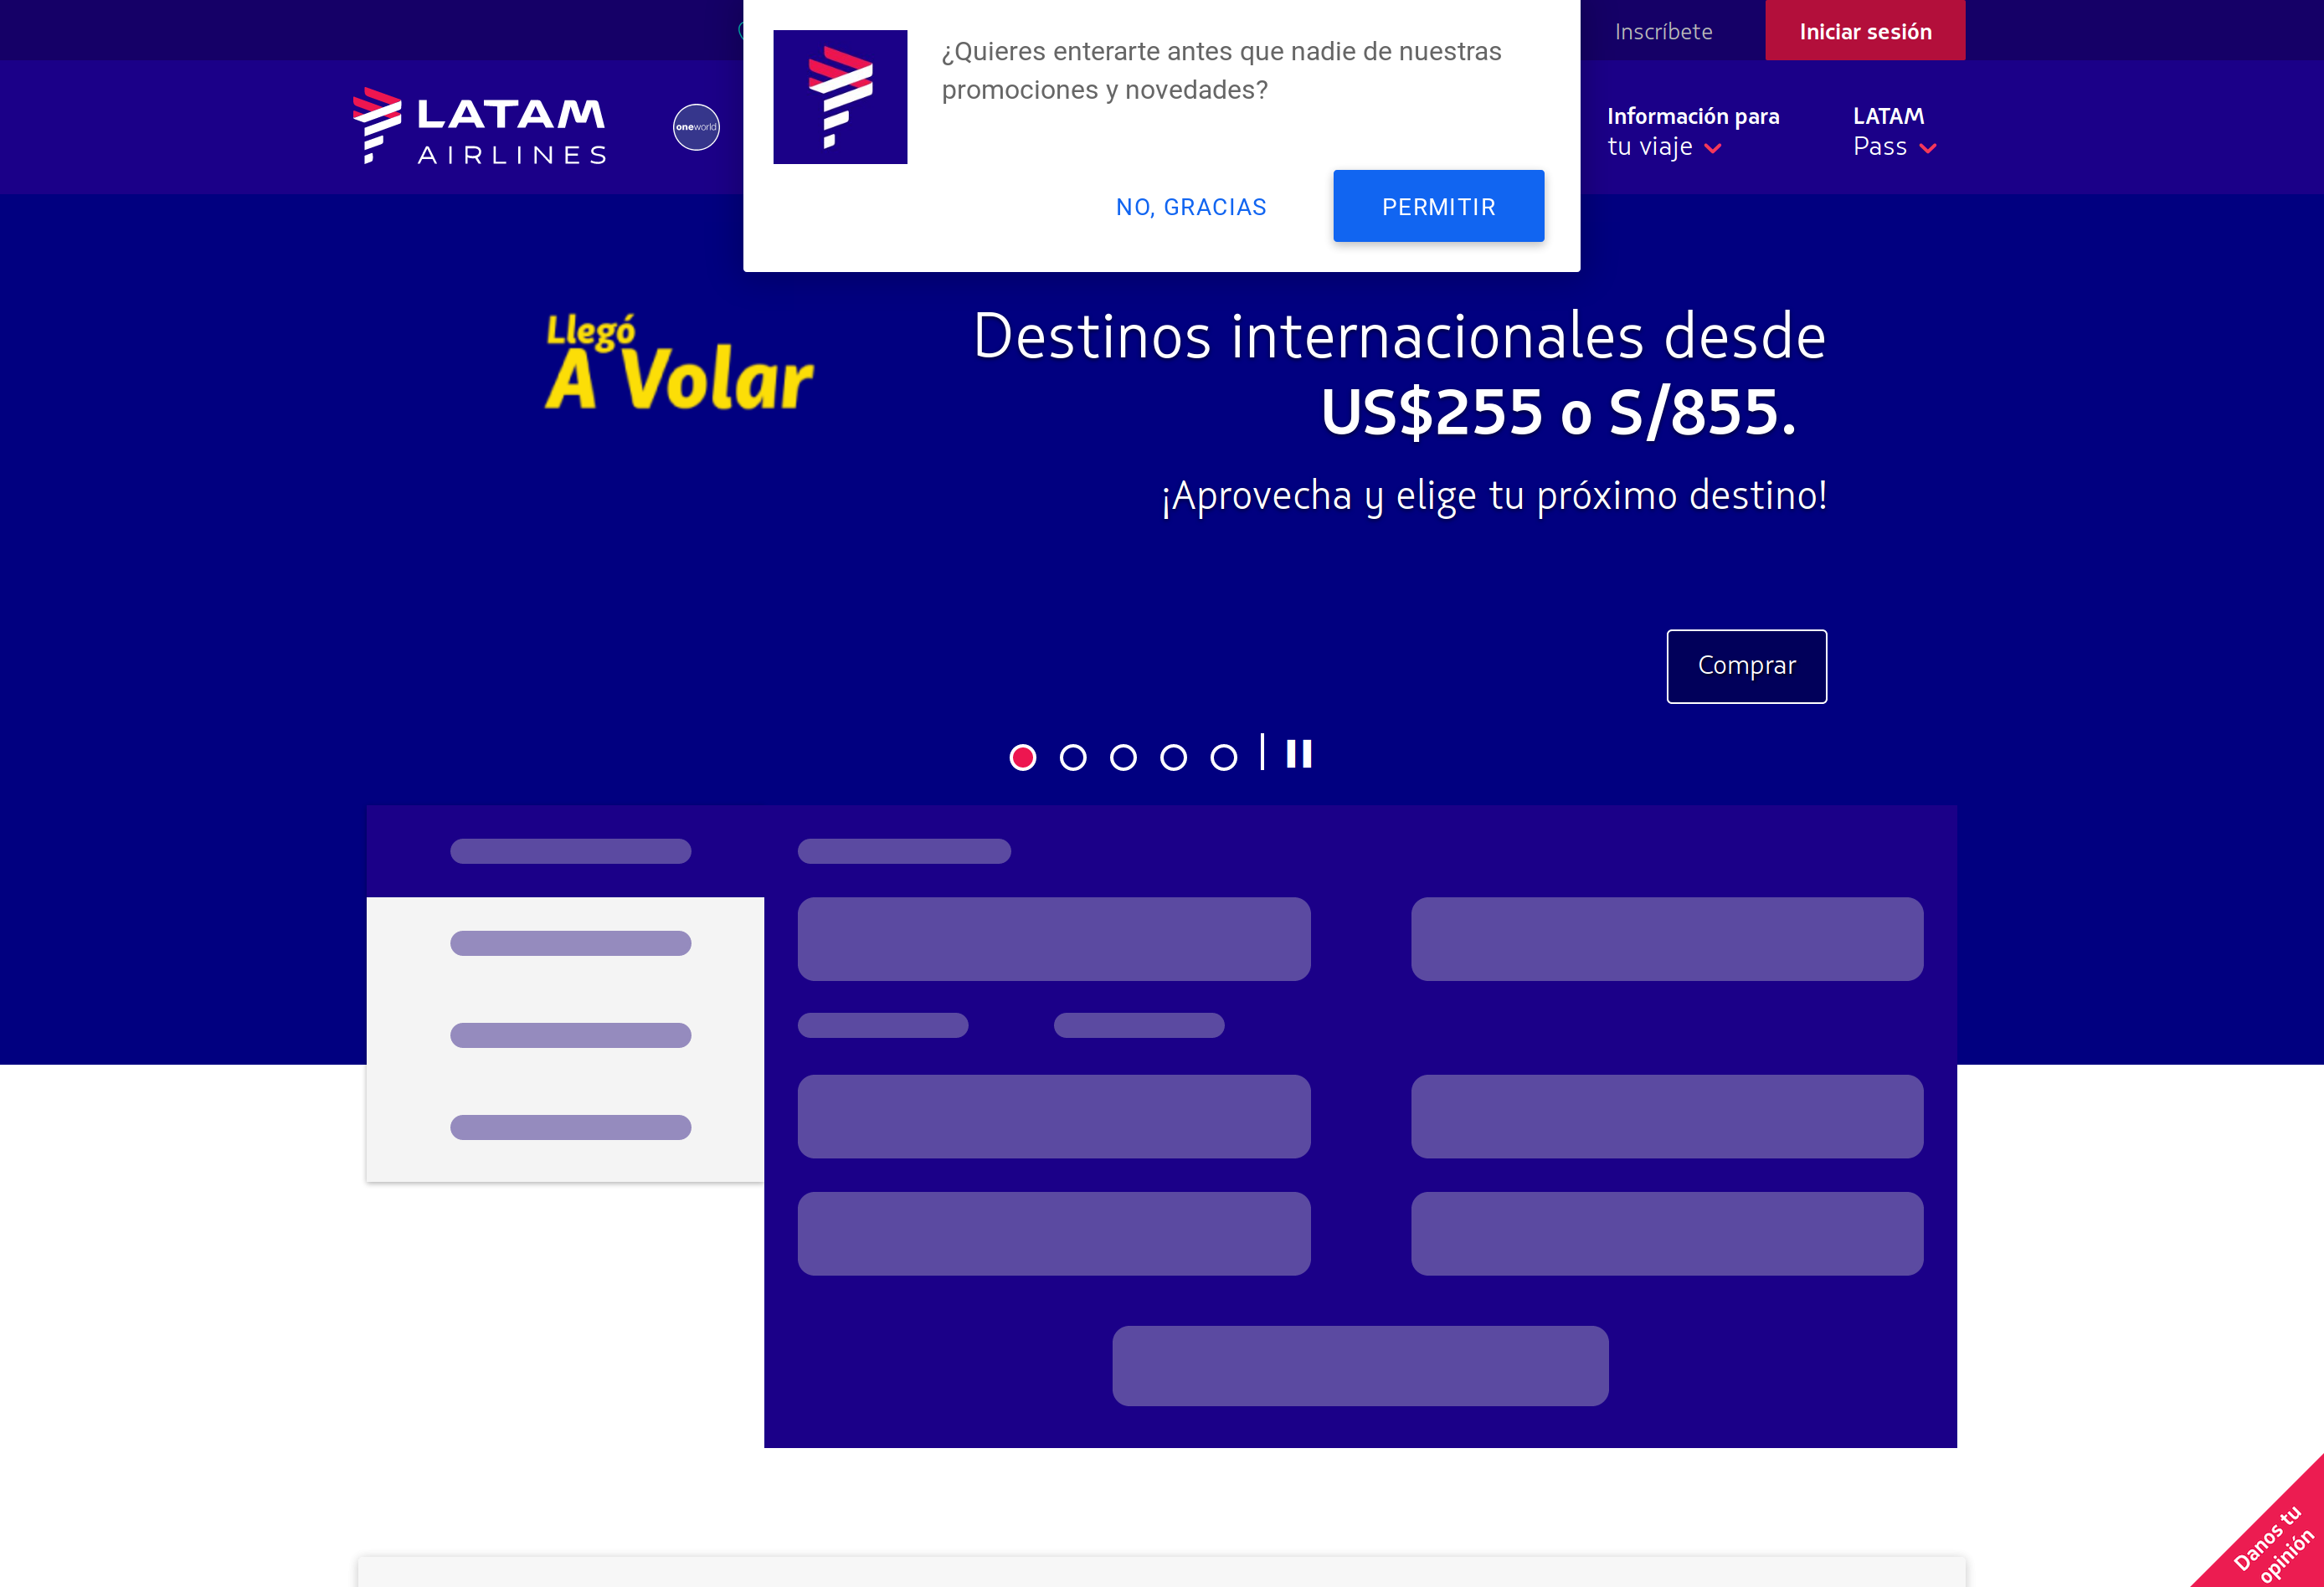 Inscríbete
Iniciar sesión
LATAM
AIRLINES
oneworld
¿Quieres enterarte antes que nadie de nuestras
promociones y novedades?
NO, GRACIAS
PERMITIR
Información para
tu viaje
LATAM
Pass
Llegó
A Volar
Destinos internacionales desde
US$255 o S/855.
¡Aprovecha y elige tu próximo destino!
Comprar
Danos tu
opinión